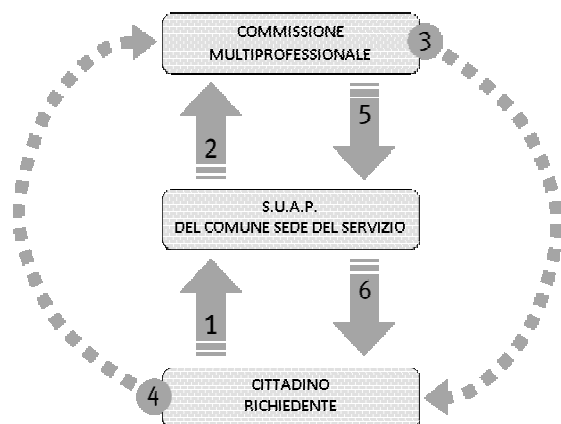 COMMISSIONE
MULTIPROFESSIONALE
3
2
5
S.U.A.P.
DEL COMUNE SEDE DEL SERVIZIO
1
6
4
CITTADINO
RICHIEDENTE